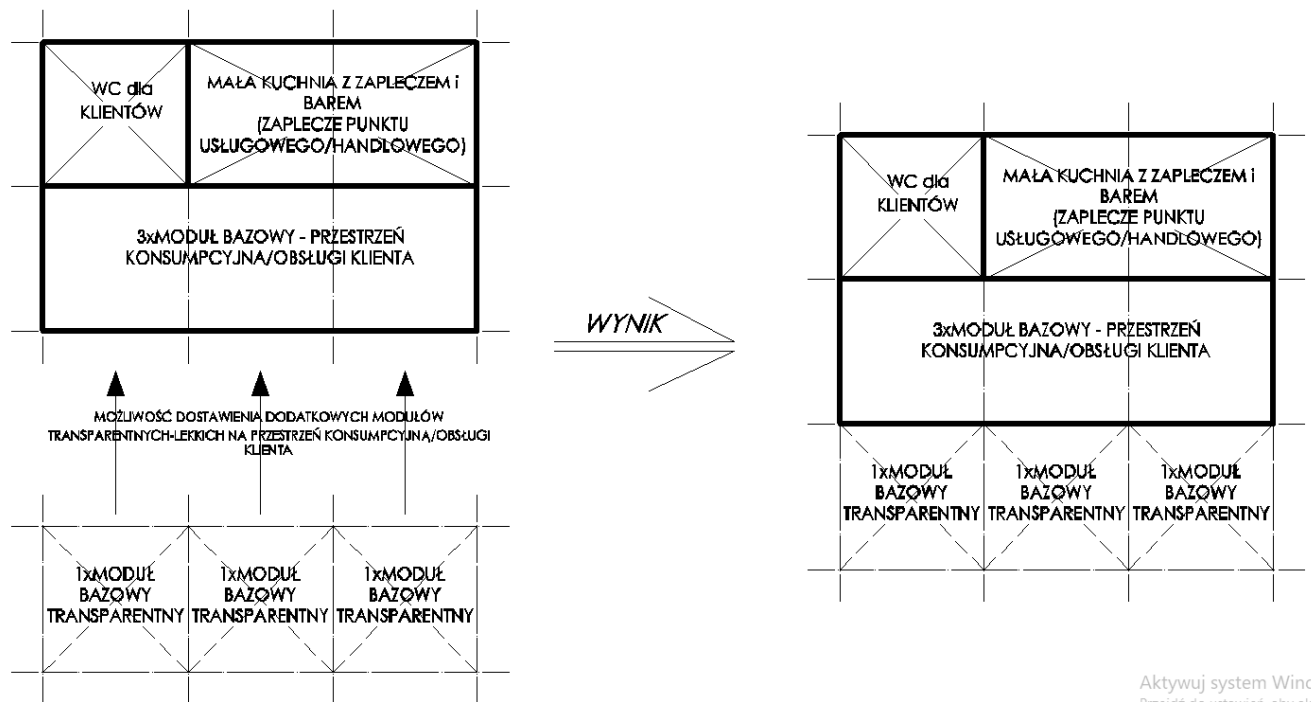 WC dla
KLIENTÓW
MAŁA KUCHNIA Z ZAPLECZEM i
BAREM
(ZAPLECZE PUNKTU
USŁUGOWEGO/HANDLOWEGO)
3xMODUŁ BAZOWY - PRZESTRZEŃ
KONSUMPCYJNA/OBSŁUGI KLIENTA
MOŻLIWOŚĆ DOSTAWIENIA DODATKOWYCH MODUŁÓW
TRANSPARENTNYCH-LEKKICH NA PRZESTRZEŃ KONSUMPCYJNĄ/OBSŁUGI
KLIENTA
1xMODUŁ
BAZOWY
TRANSPARENTNY
1xMODUŁ
BAZOWY
TRANSPARENTNY
1xMODUŁ
BAZOWY
TRANSPARENTNY
WYNIK
WC dla
KLIENTÓW
MAŁA KUCHNIA Z ZAPLECZEM i
BAREM
(ZAPLECZE PUNKTU
USŁUGOWEGO/HANDLOWEGO)
3xMODUŁ BAZOWY - PRZESTRZEŃ
KONSUMPCYJNA/OBSŁUGI KLIENTA
1xMODUŁ
BAZOWY
TRANSPARENTNY
1xMODUŁ
BAZOWY
TRANSPARENTNY
1xMODUŁ
BAZOWY
TRANSPARENTNY
Aktywuj system Wind